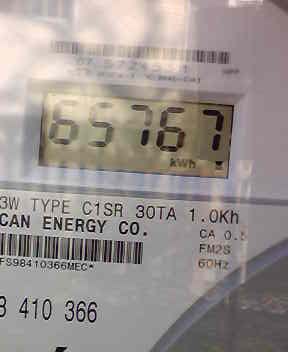 65767
kWh
3W TYPE C1SR 30TA 1.0Kh
CAN ENERGY CO.
CA 0.5
FM2S
60Hz
FS98410366MEC*
3 410 366